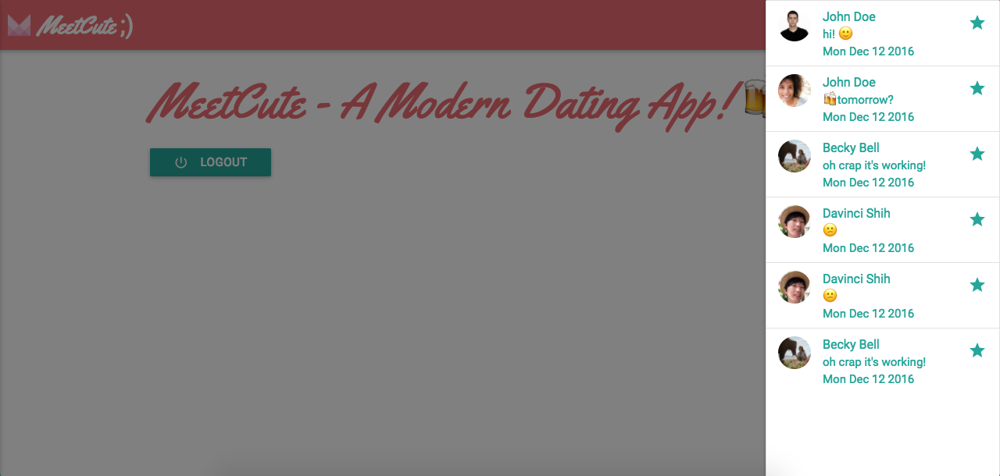 MeetCute ;)
MeetCute - A Modern Dating App!🍻
LOGOUT
John Doe
hi! 🙂
Mon Dec 12 2016
John Doe
🍻tomorrow?
Mon Dec 12 2016
Becky Bell
oh crap it's working!
Mon Dec 12 2016
Davinci Shih
😕
Mon Dec 12 2016
Davinci Shih
😕
Mon Dec 12 2016
Becky Bell
oh crap it's working!
Mon Dec 12 2016